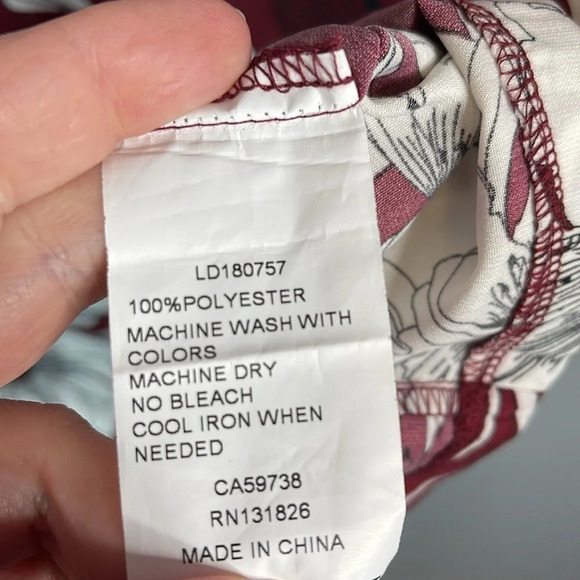 LD180757
100%POLYESTER
MACHINE WASH WITH
COLORS
MACHINE DRY
NO BLEACH
COOL IRON WHEN
NEEDED
CA59738
RN131826
MADE IN CHINA